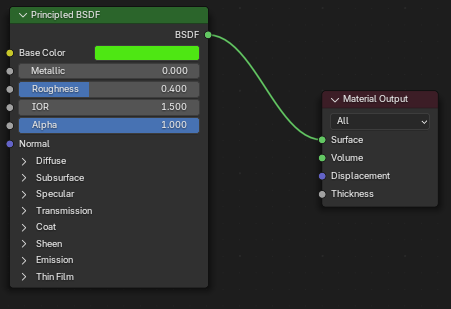 Principled BSDF
BSDF
Base Color
Metallic 0.000
Roughness 0.400
IOR 1.500
Alpha 1.000
Normal
Diffuse
Subsurface
Specular
Transmission
Coat
Sheen
Emission
Thin Film
Material Output
All
Surface
Volume
Displacement
Thickness